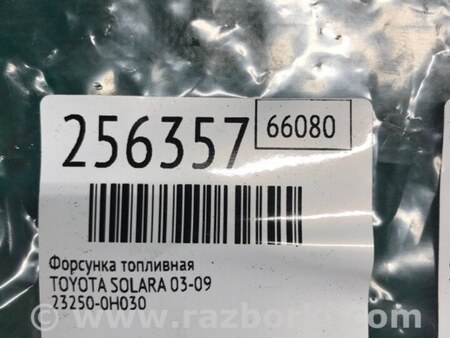 256357 66080
Форсунка топливная
TOYOTA SOLARA 03-09
23250-0H030
© www.razborka.com